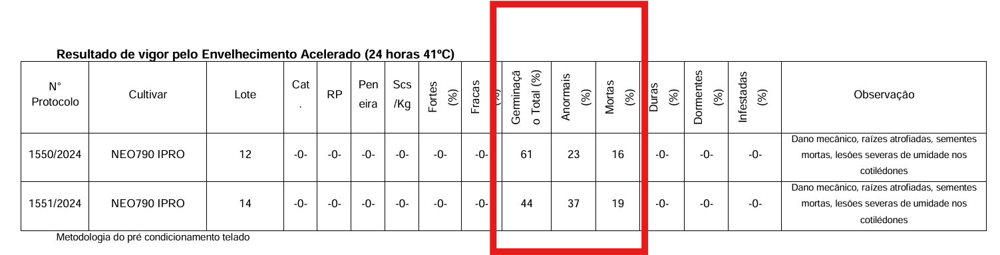 Resultado de vigor pelo Envelhecimento Acelerado (24 horas 41ºC)
N° Protocolo Cultivar Lote Cat. RP Peneira Scs/Kg Fortes (%) Fracas (%) Germinação Total (%) Anormais (%) Mortas (%) Duras (%) Dormentes (%) Infestadas (%) Observação
1550/2024 NEO790 IPRO 12 -0- -0- -0- -0- -0- -0- 61 23 16 -0- -0- -0- Dano mecânico, raízes atrofiadas, sementes
mortas, lesões severas de umidade nos
cotilédones
1551/2024 NEO790 IPRO 14 -0- -0- -0- -0- -0- -0- 44 37 19 -0- -0- -0- Dano mecânico, raízes atrofiadas, sementes
mortas, lesões severas de umidade nos
cotilédones
Metodologia do pré condicionamento telado